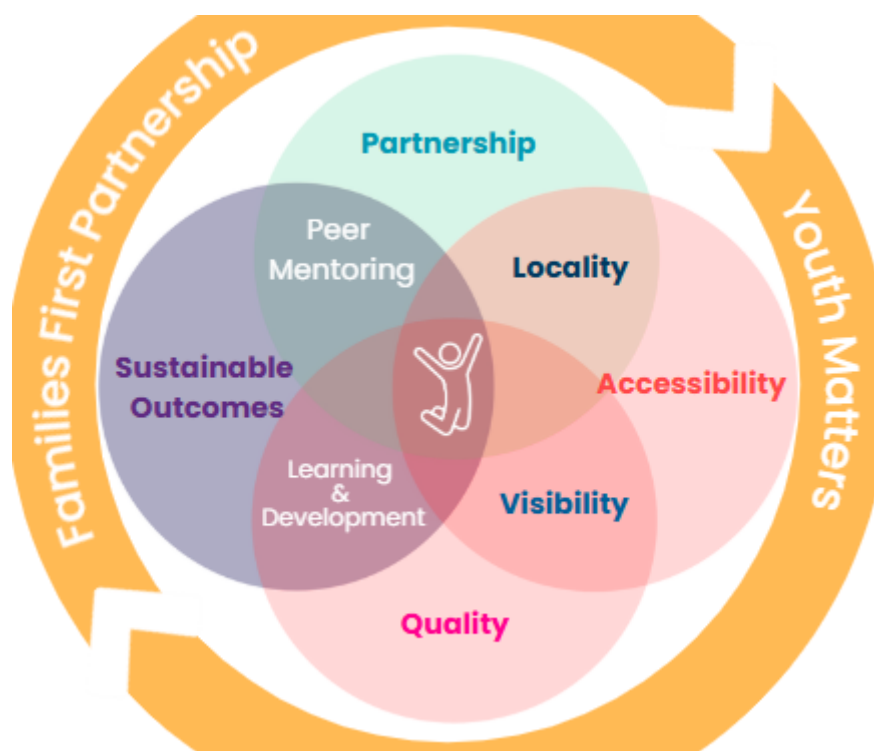 Families First Partnership
Youth Matters
Partnership
Peer
Mentoring
Locality
Sustainable
Outcomes
Accessibility
Learning
&
Development
Visibility
Quality